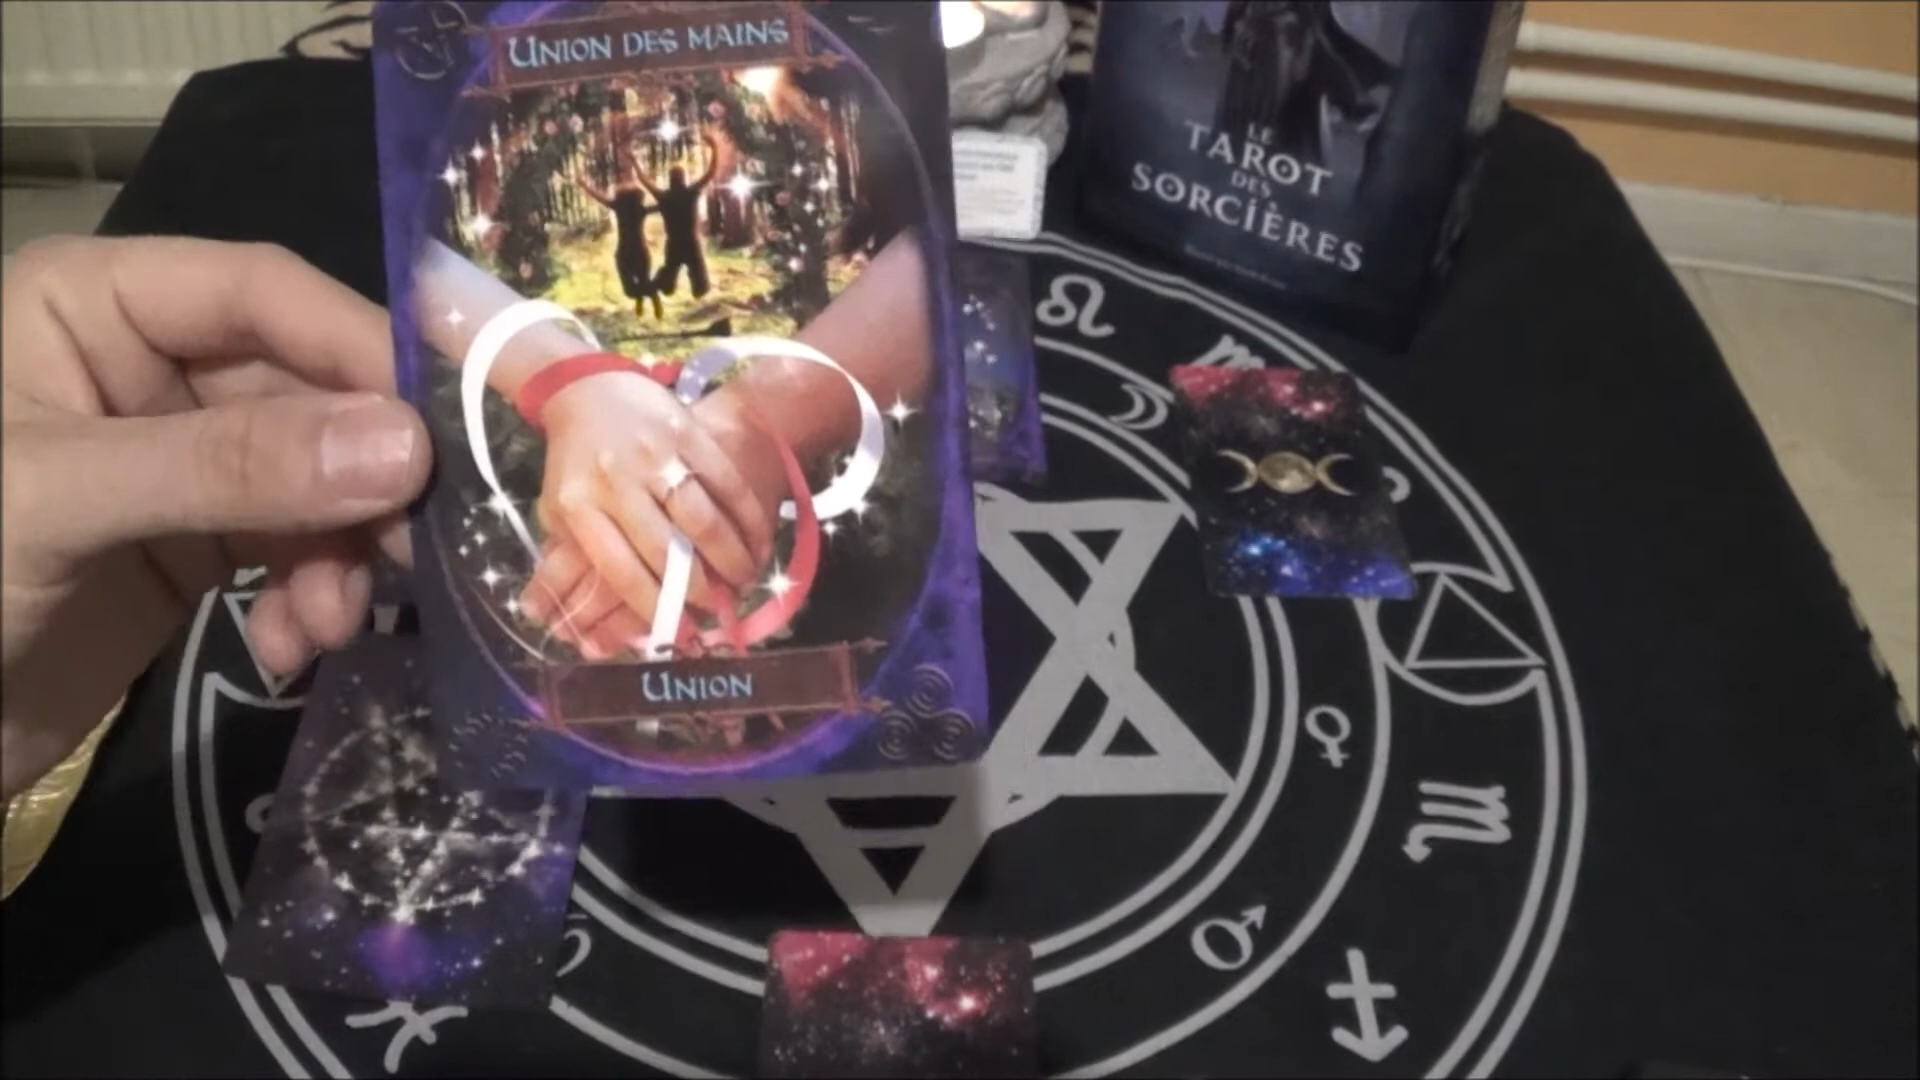 UNION DES MAINS
UNION
LE
TAROT
DES
SORCIÈRES